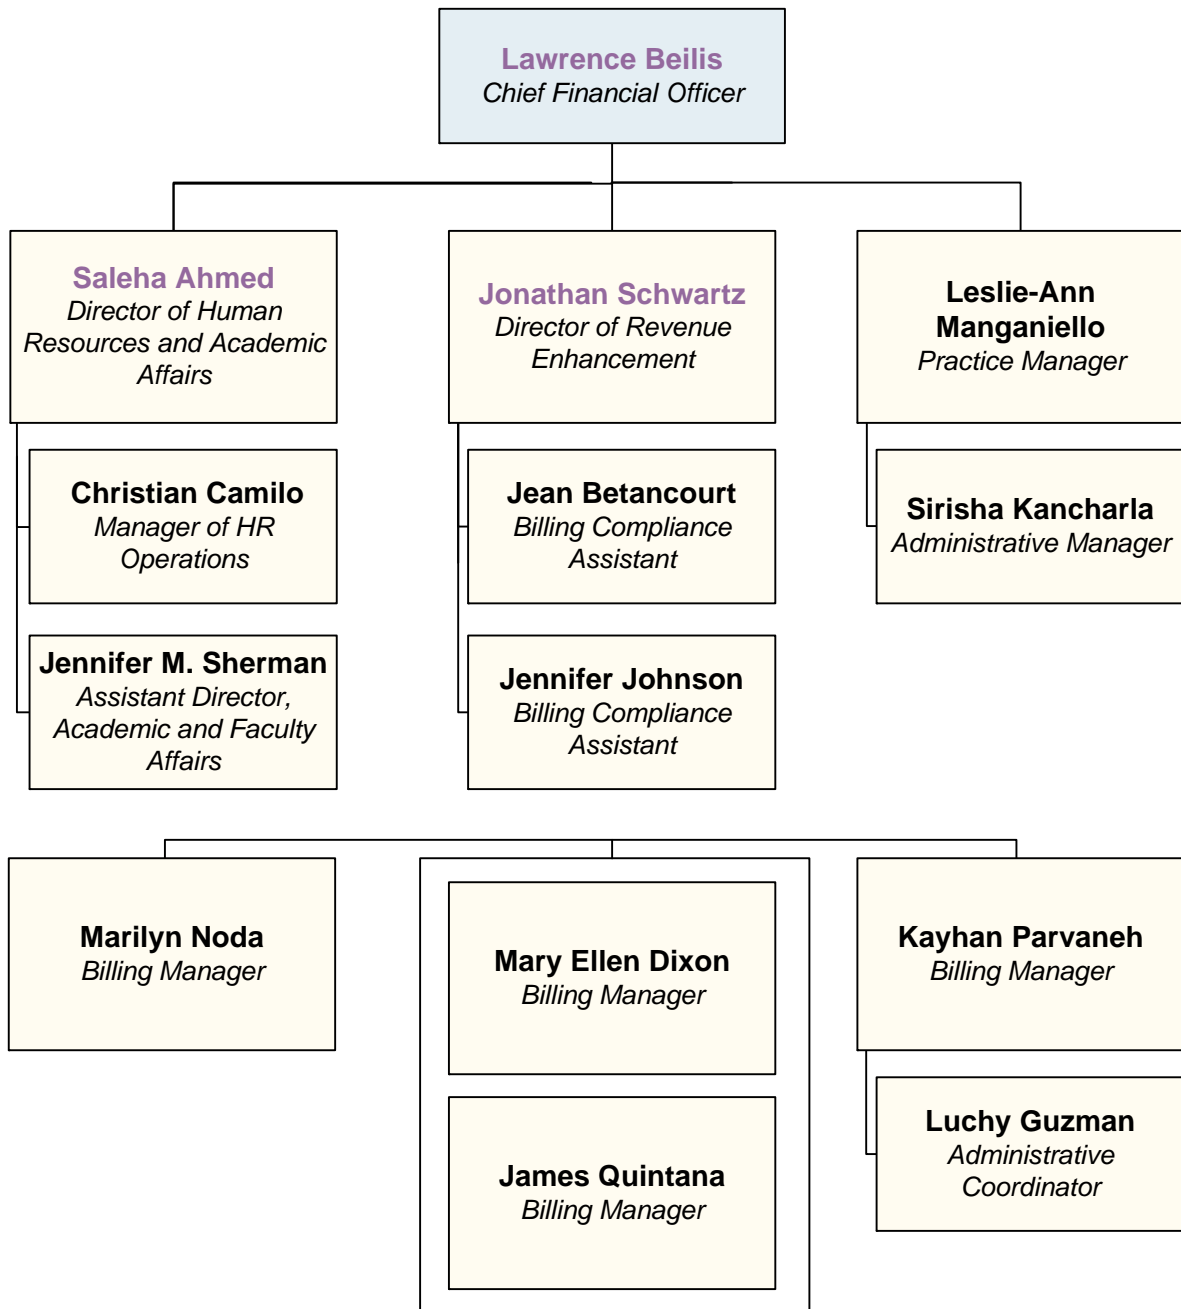 Lawrence Beilis
Chief Financial Officer
Saleha Ahmed
Director of Human
Resources and Academic
Affairs
Jonathan Schwartz
Director of Revenue
Enhancement
Leslie-Ann
Manganiello
Practice Manager
Christian Camilo
Manager of HR
Operations
Jean Betancourt
Billing Compliance
Assistant
Sirisha Kancharla
Administrative Manager
Jennifer M. Sherman
Assistant Director,
Academic and Faculty
Affairs
Jennifer Johnson
Billing Compliance
Assistant
Marilyn Noda
Billing Manager
Mary Ellen Dixon
Billing Manager
Kayhan Parvaneh
Billing Manager
James Quintana
Billing Manager
Luchy Guzman
Administrative
Coordinator